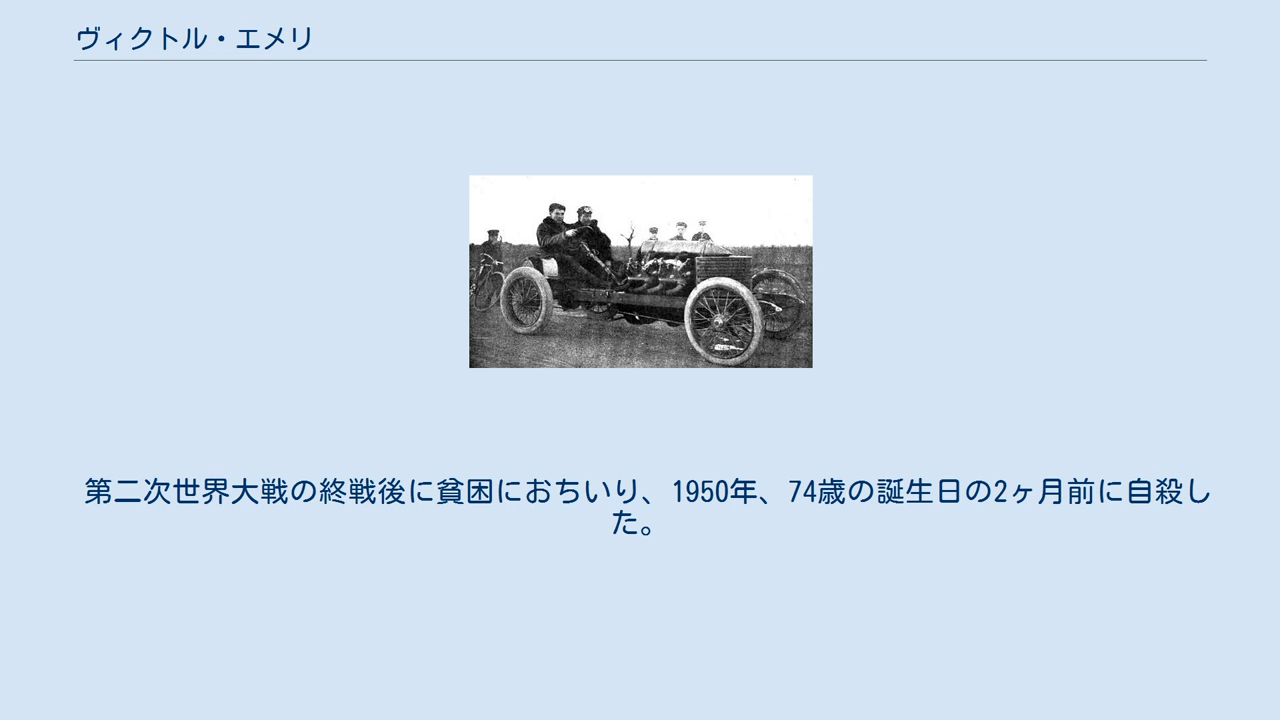 ヴィクトル・エメリ
第二次世界大戦の終戦後に貧困におちいり、1950年、74歳の誕生日の2ヶ月前に自殺し
た。